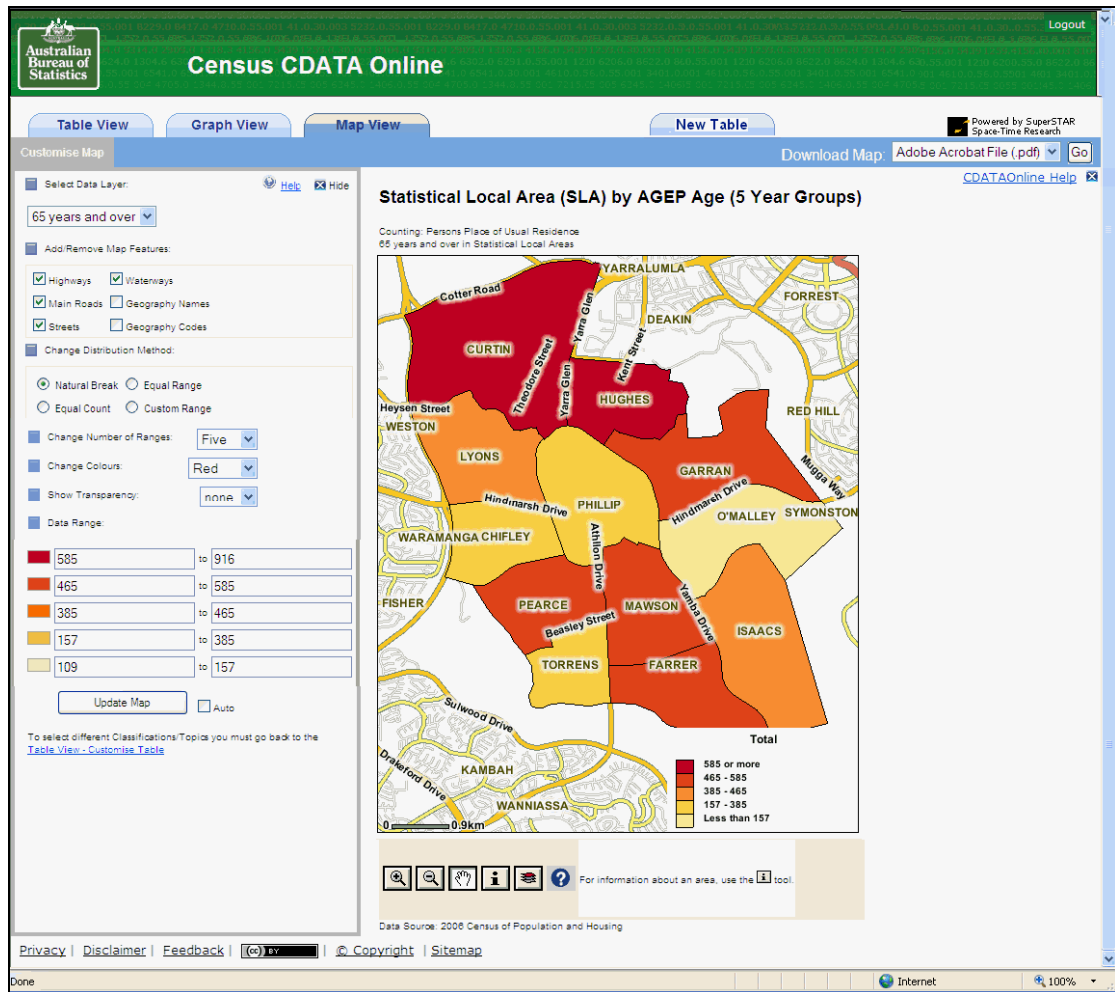 Logout
Australian
Bureau of
Statistics
Census CDATA Online
Table View
Graph View
Map View
New Table
Powered by SuperSTAR
Space-Time Research
Customise Map
Download Map:
Adobe Acrobat File (.pdf)
Go
Select Data Layer:
Help
Hide
CDATAOnline Help
65 years and over
Add/Remove Map Features:
Highways
Waterways
Main Roads
Geography Names
Streets
Geography Codes
Change Distribution Method:
Natural Break
Equal Range
Equal Count
Custom Range
Change Number of Ranges:
Five
Change Colours:
Red
Show Transparency:
none
Data Range:
585 to 916
465 to 585
385 to 465
157 to 385
109 to 157
Update Map
Auto
To select different Classifications/Topics you must go back to the
Table View - Customise Table
Statistical Local Area (SLA) by AGEP Age (5 Year Groups)
Counting: Persons Place of Usual Residence
65 years and over in Statistical Local Areas
YARRALUMLA
Cotter Road
Yarra Glen
FORREST
DEAKIN
CURTIN
Theodore Street
Kent Street
Yarra Glen
HUGHES
Heysen Street
WESTON
RED HILL
LYONS
GARRAN
Mugga Way
Hindmarsh Drive
PHILLIP
Hindmarsh Drive
O'MALLEY
SYMONSTON
WARAMANGA
CHIFLEY
Athllon Drive
FISHER
PEARCE
MAWSON
Yamba Drive
Beasley Street
ISAACS
TORRENS
FARRER
Sulwood Drive
Total
KAMBAH
Drakeford Drive
WANNIASSA
585 or more
465 - 585
385 - 465
157 - 385
Less than 157
0
0.9km
For information about an area, use the i tool.
Data Source: 2006 Census of Population and Housing
Privacy | Disclaimer | Feedback | (cc) BY | © Copyright | Sitemap
Done
Internet
100%